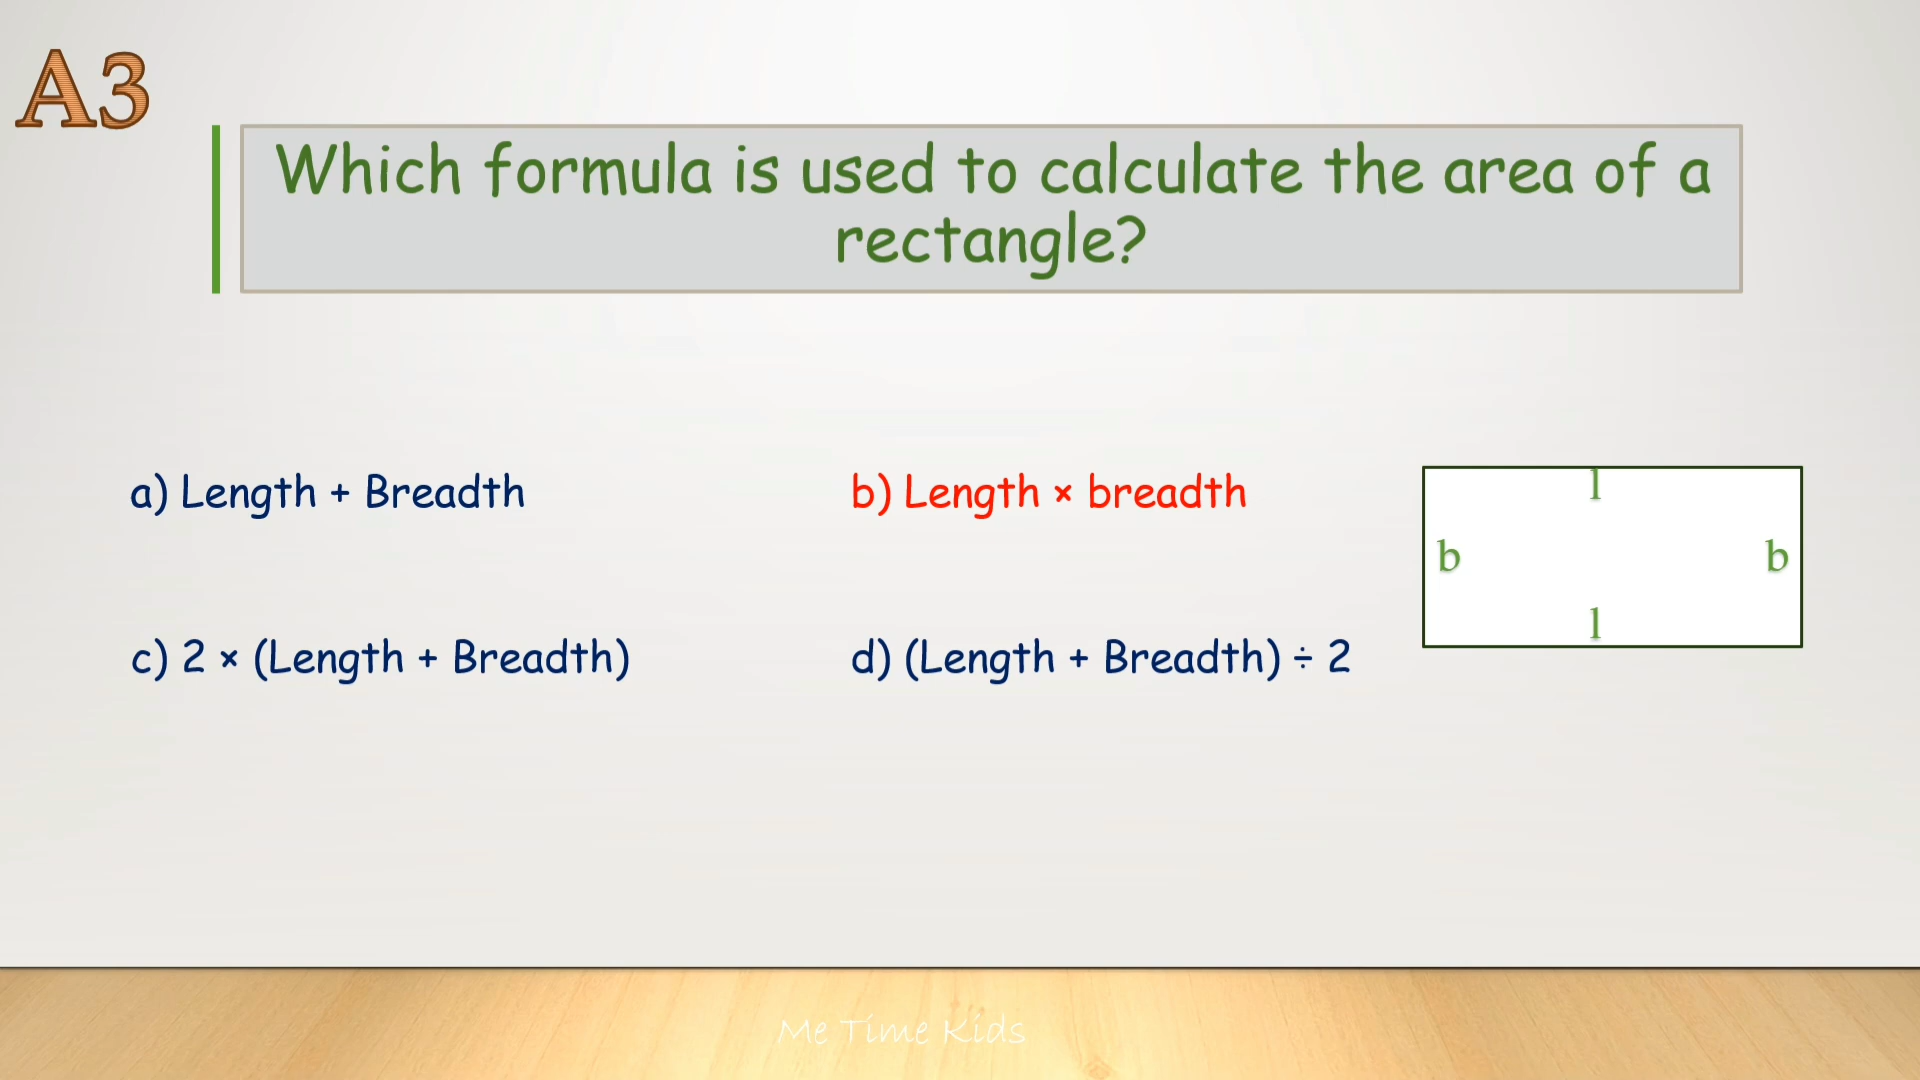 A3
Which formula is used to calculate the area of a
rectangle?
a) Length + Breadth
b) Length × breadth
c) 2 × (Length + Breadth)
d) (Length + Breadth) ÷ 2
l
b
b
l
Me Time Kids